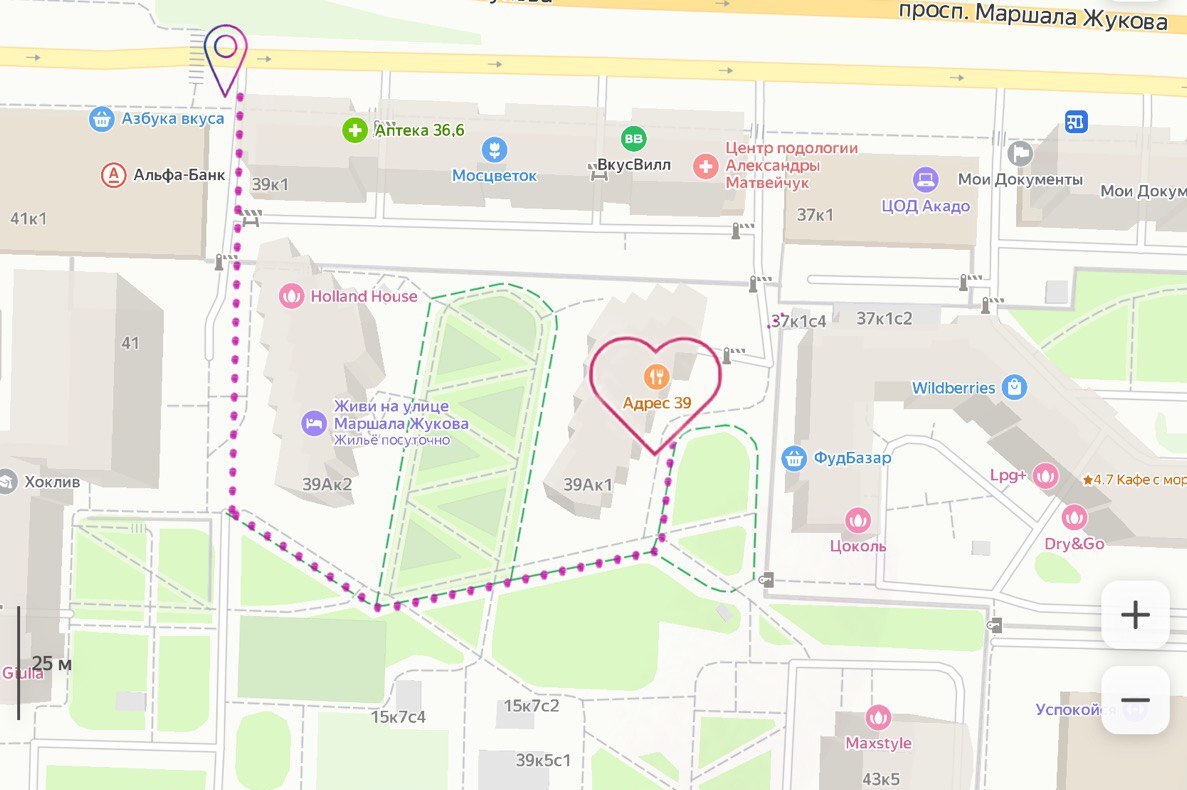 просп. Маршала Жукова
Азбука вкуса
Аптека 36,6
Альфа-Банк
Мосцветок
ВкусВилл
Центр подологии
Александры
Матвейчук
Мои Документы
ЦОД Акадо
39к1
41к1
37к1
Holland House
37к1с4
37к1с2
41
Wildberries
Адрес 39
Живи на улице
Маршала Жукова
Жильё посуточно
ФудБазар
Хоклив
39Ак2
39Ак1
Lpg+
4.7 Кафе с мор
Цоколь
Dry&Go
25 м
Giulia
15к7с4
15к7с2
Maxstyle
39к5с1
43к5